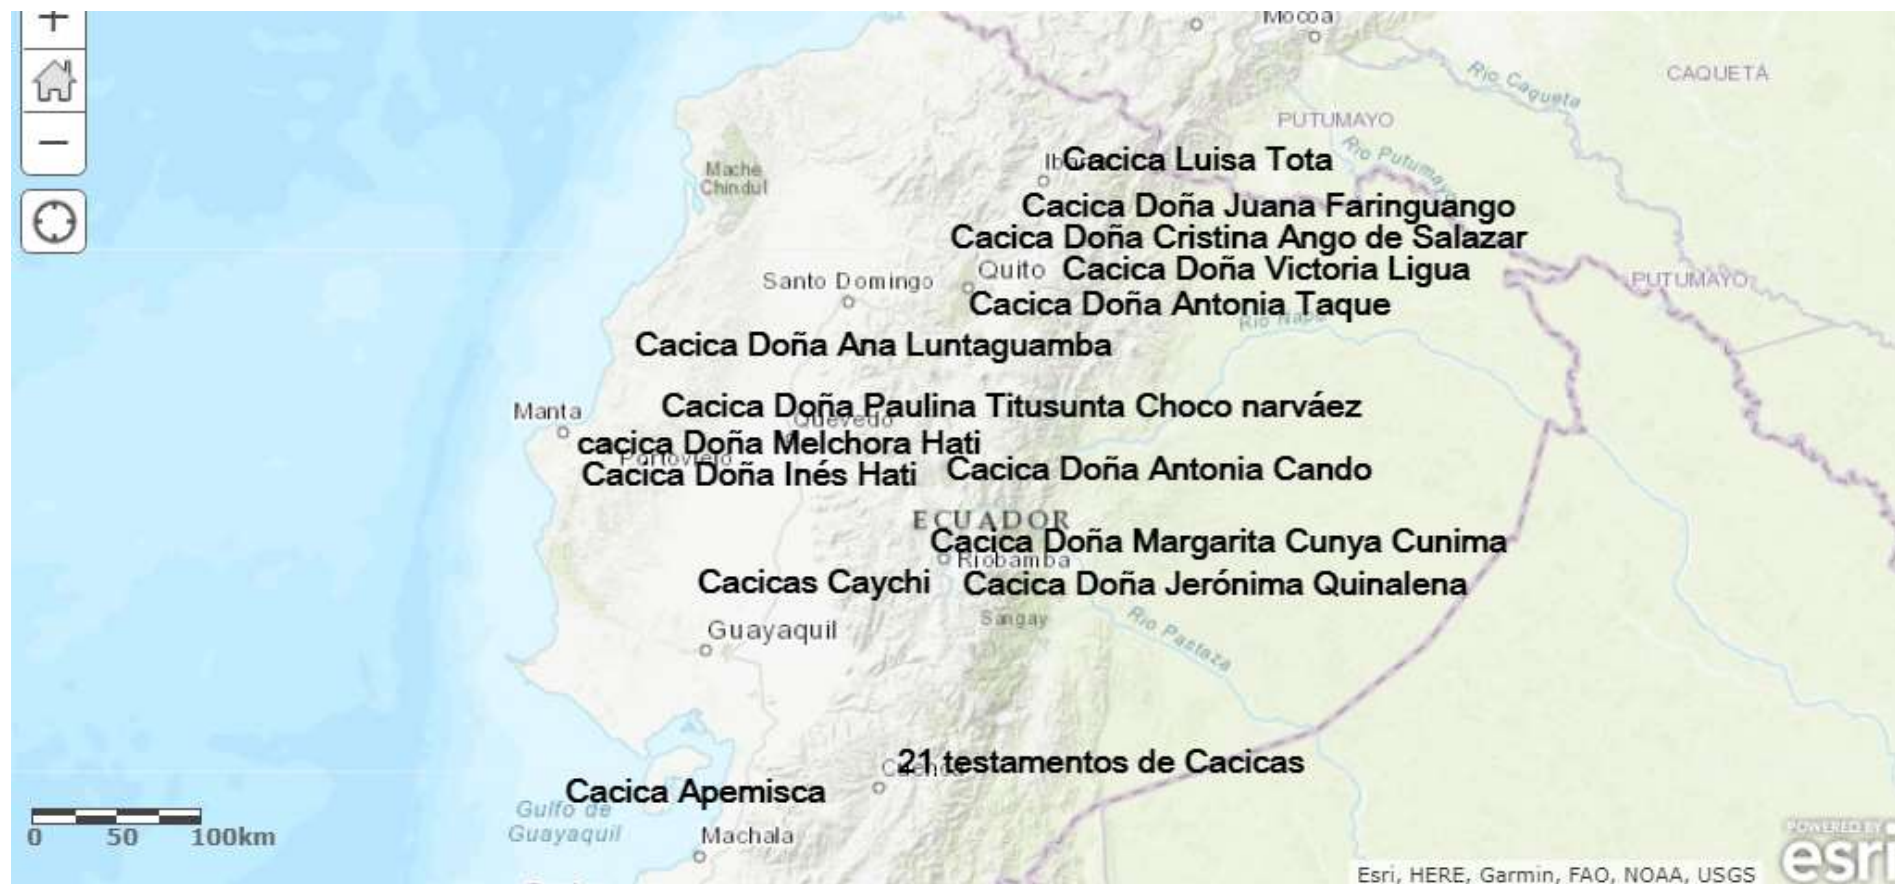 +
Mocoa
Rio Caqueta
CAQUETÁ
PUTUMAYO
−
Rio Putumayo
Mache
Chindul
Cacica Luisa Tota
Cacica Doña Juana Faringuango
Cacica Doña Cristina Ango de Salazar
Quito
Cacica Doña Victoria Ligua
Santo Domingo
PUTUMAYO
Cacica Doña Antonia Taque
Rio Napo
Cacica Doña Ana Luntaguamba
Manta
Cacica Doña Paulina Titusunta Choco narváez
Quevedo
cacica Doña Melchora Hati
Portoviejo
Cacica Doña Inés Hati
Cacica Doña Antonia Cando
ECUADOR
Cacica Doña Margarita Cunya Cunima
Riobamba
Cacicas Caychi
Cacica Doña Jerónima Quinalena
Sangay
Guayaquil
Rio Pastaza
21 testamentos de Cacicas
Cacica Apemisca
Gulfo de
Guayaquil
0 50 100km
Machala
POWERED BY
esri
Esri, HERE, Garmin, FAO, NOAA, USGS